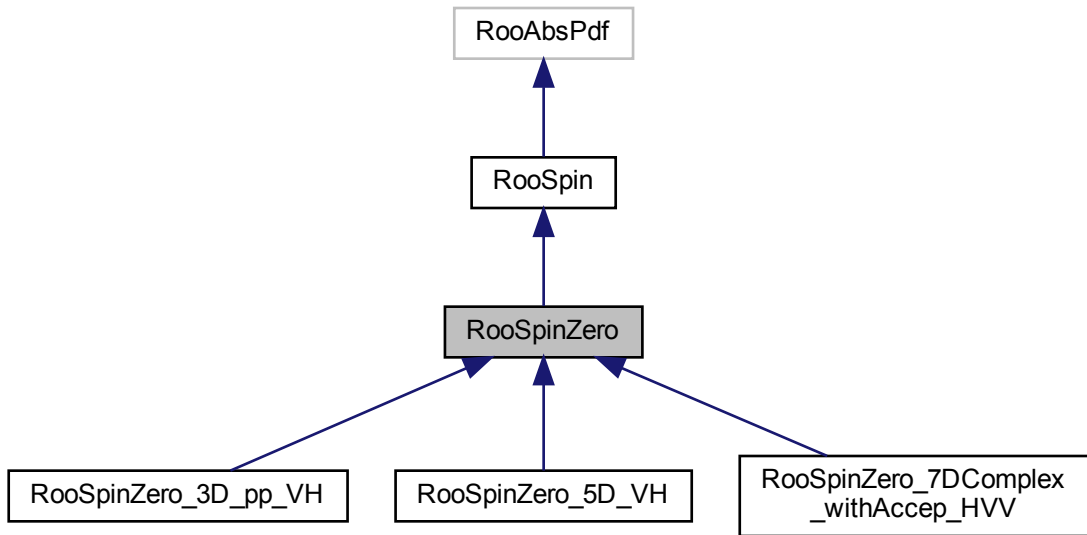 RooAbsPdf
RooSpin
RooSpinZero
RooSpinZero_3D_pp_VH
RooSpinZero_5D_VH
RooSpinZero_7DComplex
_withAccep_HVV